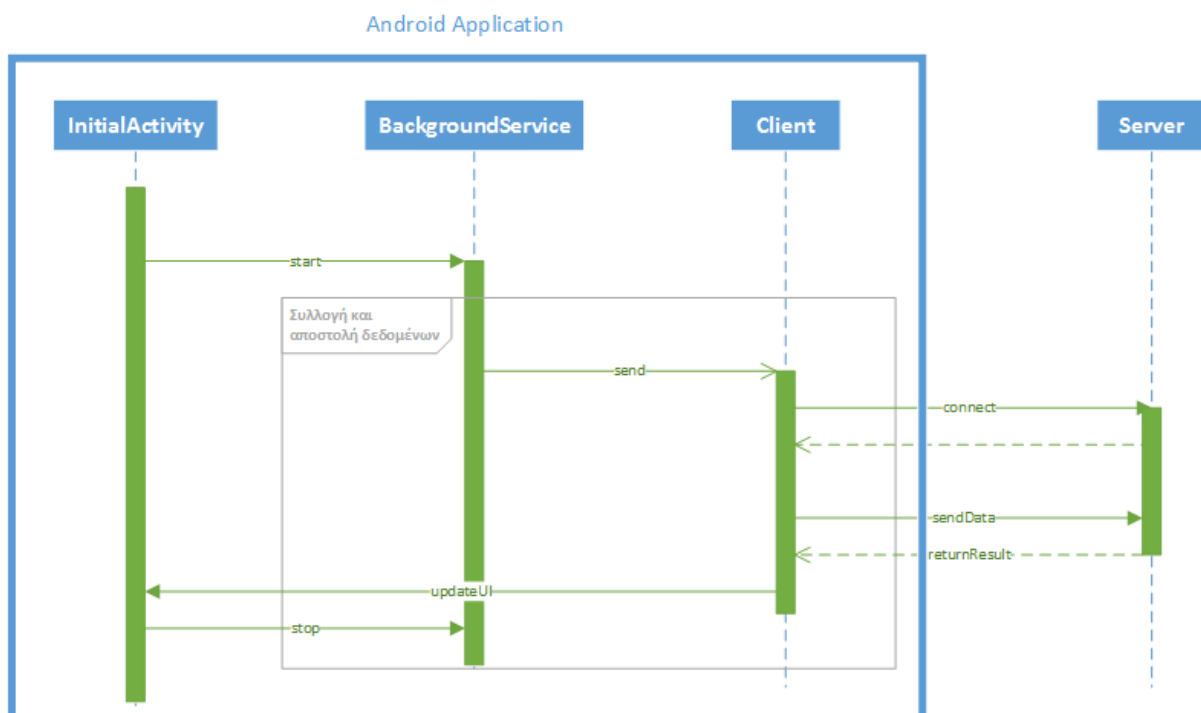 Android Application
InitialActivity
BackgroundService
Client
Server
start
Συλλογή και
αποστολή δεδομένων
send
connect
sendData
returnResult
updateUI
stop